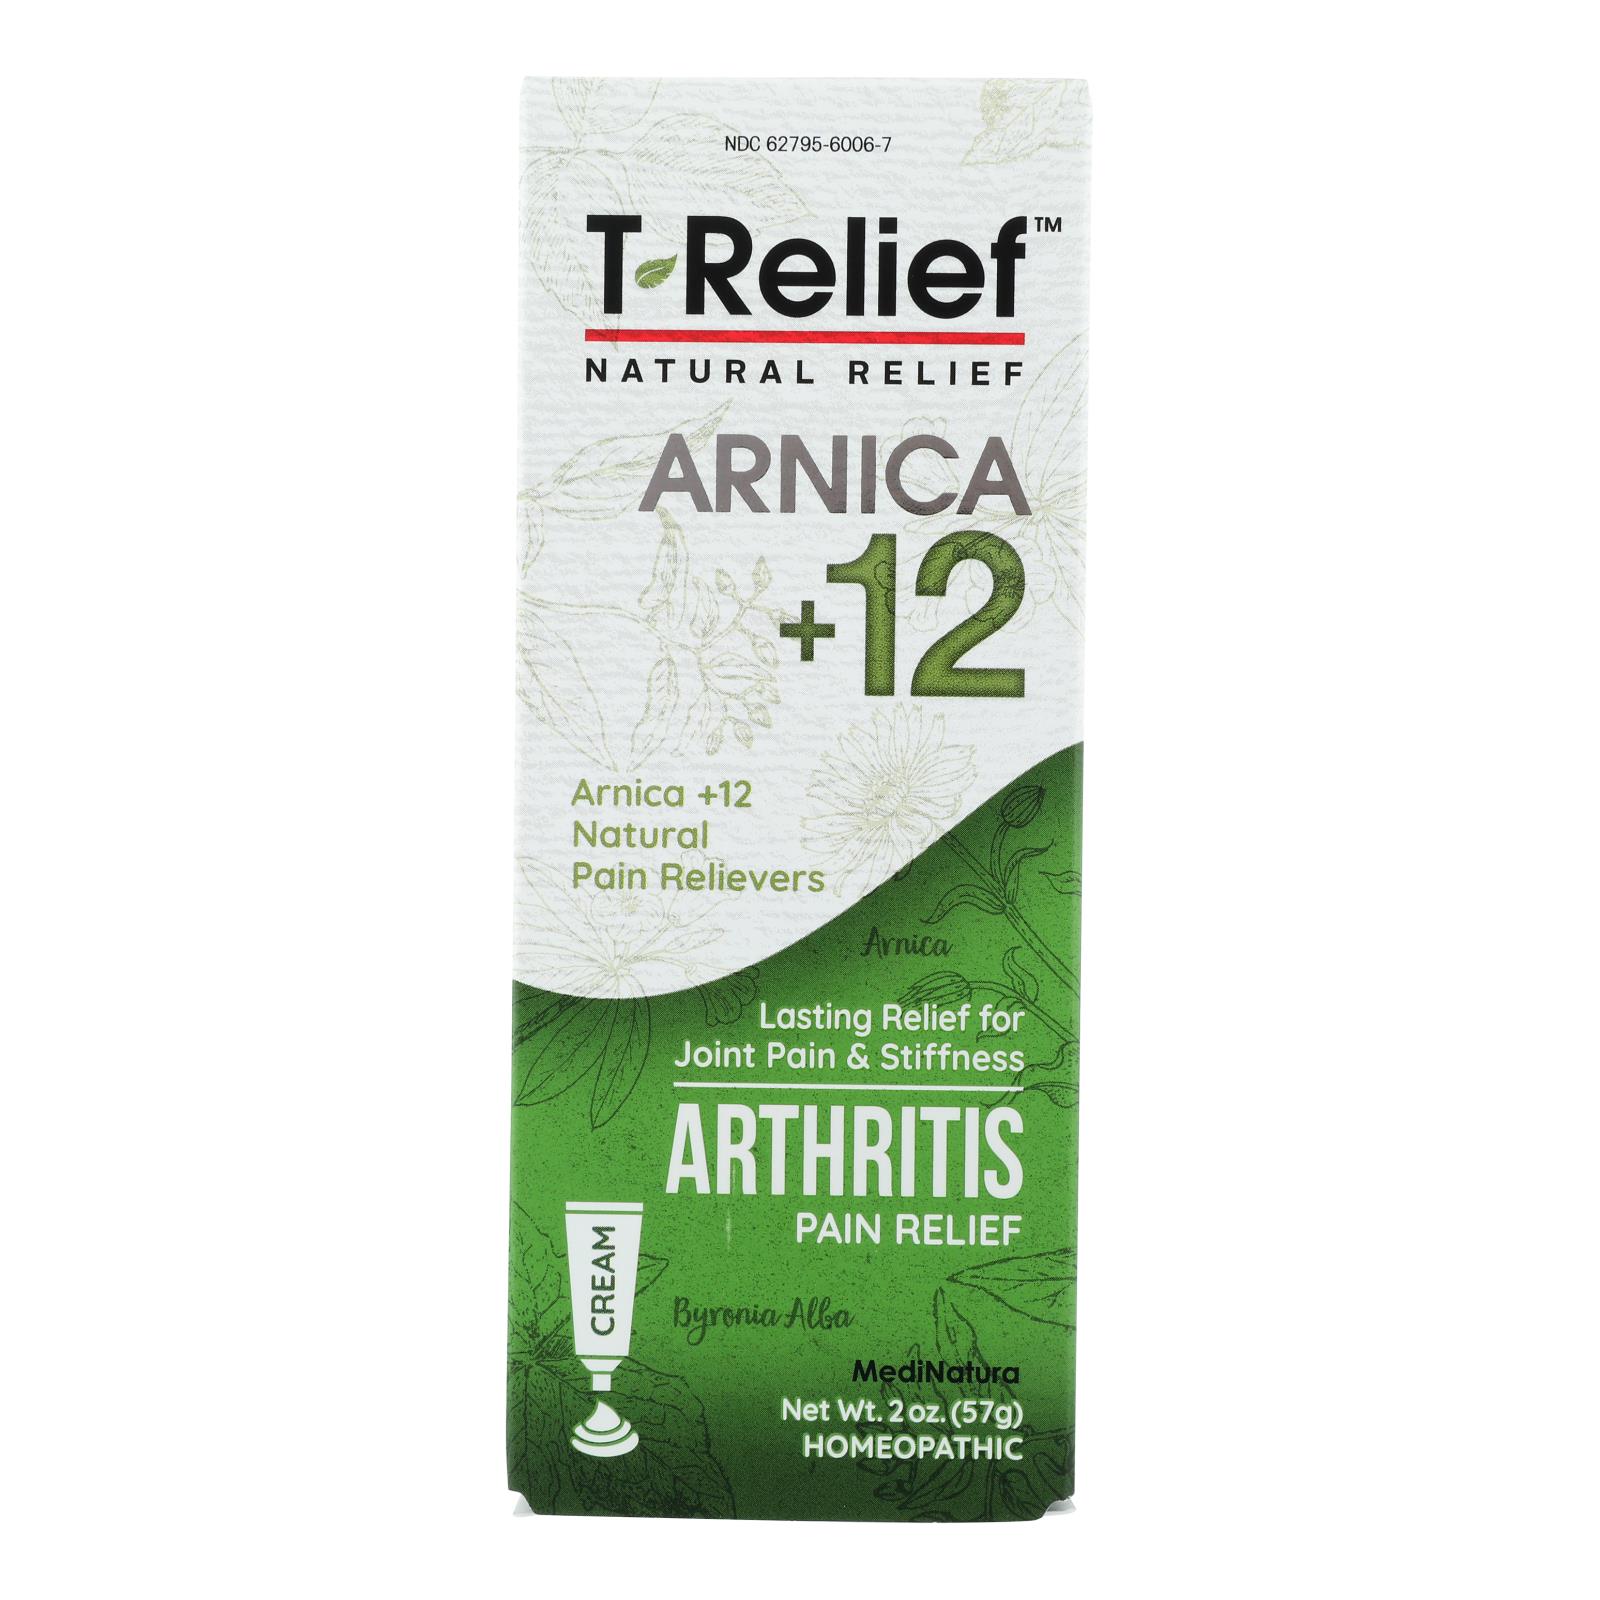 NDC 62795-6006-7
T Relief™
NATURAL RELIEF
ARNICA
+12
Arnica +12
Natural
Pain Relievers
Arnica
Lasting Relief for
Joint Pain & Stiffness
ARTHRITIS
PAIN RELIEF
CREAM
Byronia Alba
MediNatura
Net Wt. 2 oz. (57g)
HOMEOPATHIC